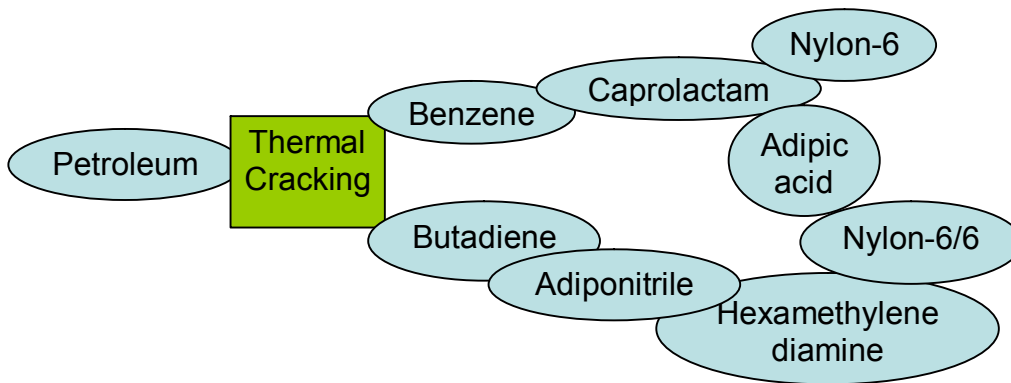 Petroleum
Thermal
Cracking
Benzene
Caprolactam
Nylon-6
Adipic
acid
Butadiene
Adiponitrile
Hexamethylene
diamine
Nylon-6/6